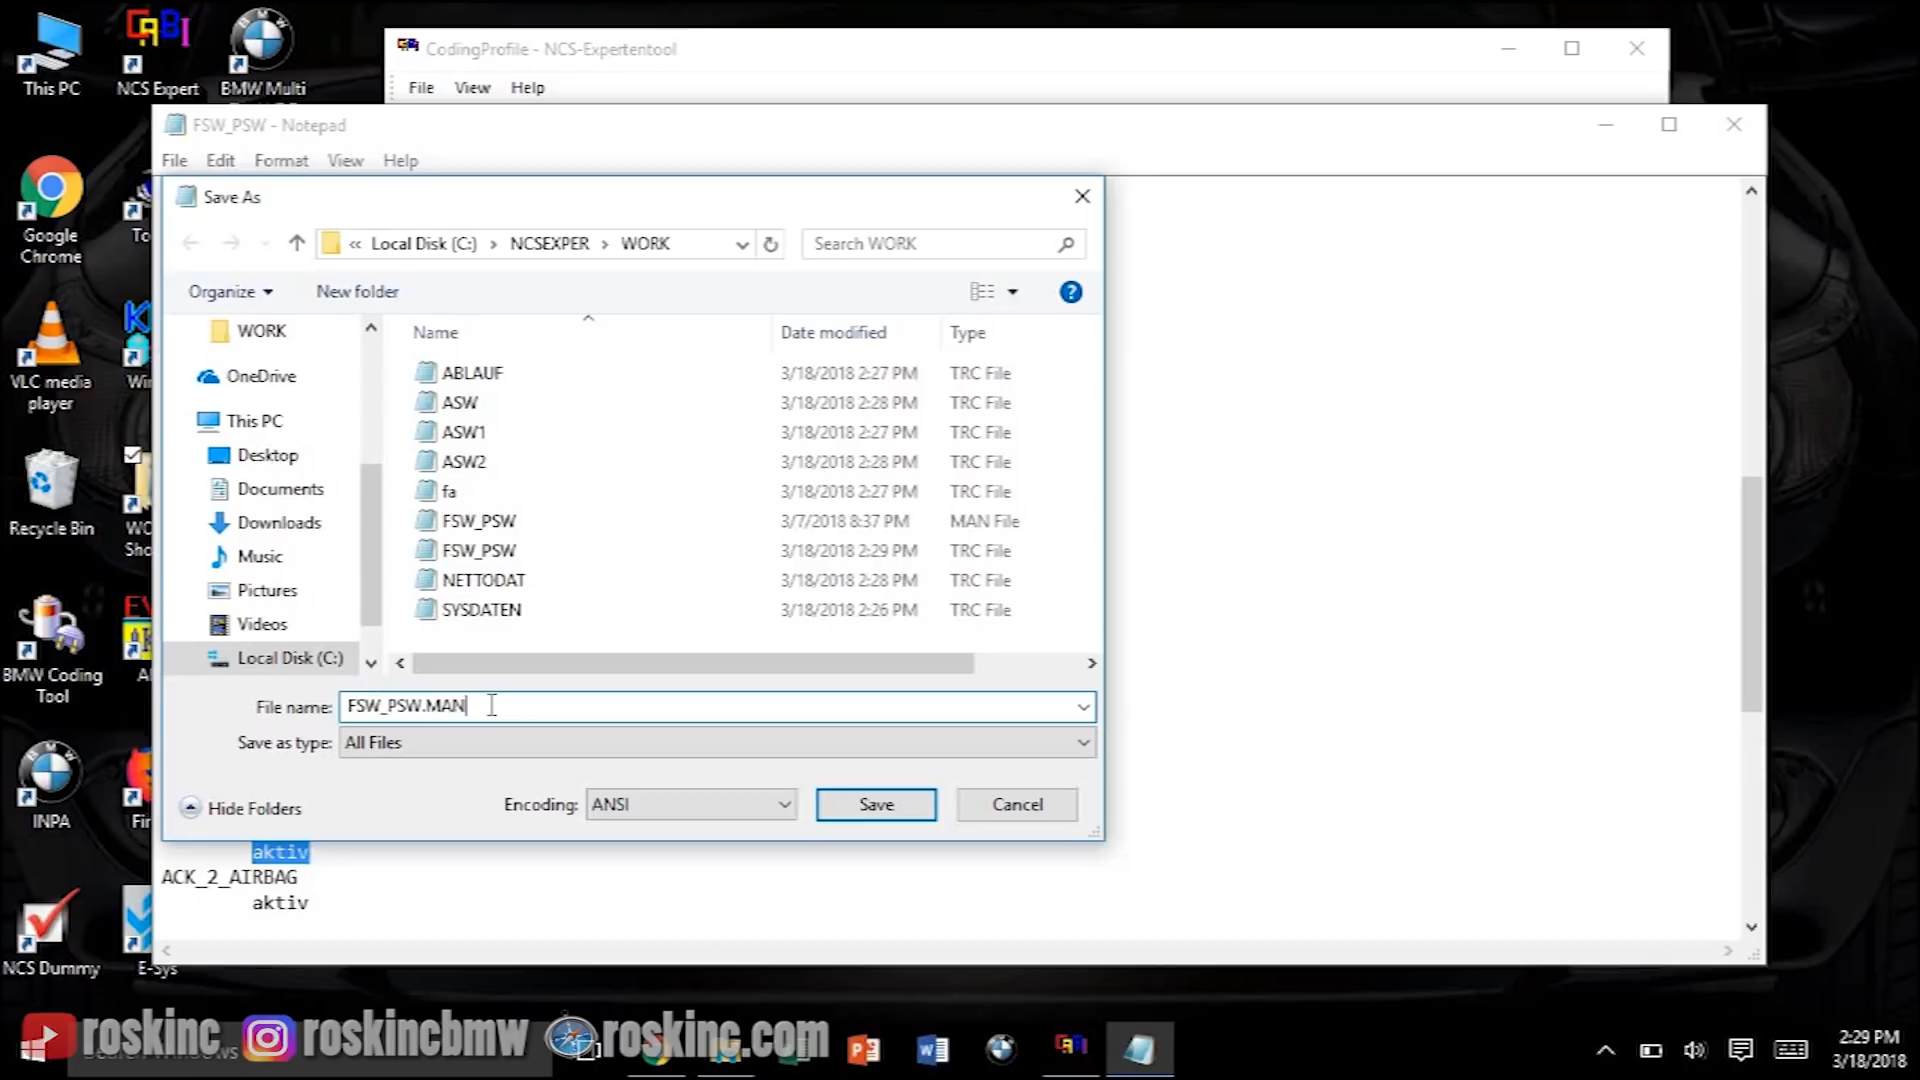 This PC
NCS Expert
BMW Multi
CodingProfile - NCS-Expertentool
File View Help
FSW_PSW - Notepad
File Edit Format View Help
Save As
« Local Disk (C:) › NCSEXPER › WORK
Search WORK
Organize
New folder
Name
Date modified
Type
WORK
OneDrive
This PC
Desktop
Documents
Downloads
Music
Pictures
Videos
Local Disk (C:)
ABLAUF 3/18/2018 2:27 PM TRC File
ASW 3/18/2018 2:28 PM TRC File
ASW1 3/18/2018 2:27 PM TRC File
ASW2 3/18/2018 2:28 PM TRC File
fa 3/18/2018 2:27 PM TRC File
FSW_PSW 3/7/2018 8:37 PM MAN File
FSW_PSW 3/18/2018 2:29 PM TRC File
NETTODAT 3/18/2018 2:28 PM TRC File
SYSDATEN 3/18/2018 2:26 PM TRC File
File name: FSW_PSW.MAN
Save as type: All Files
Hide Folders
Encoding: ANSI
Save
Cancel
aktiv
ACK_2_AIRBAG
aktiv
Google
Chrome
To
VLC media
player
Win
Recycle Bin
WO
Sho
BMW Coding
Tool
INPA
Fir
NCS Dummy
E-Sys
roskinc
roskincbmw
roskinc.com
2:29 PM
3/18/2018